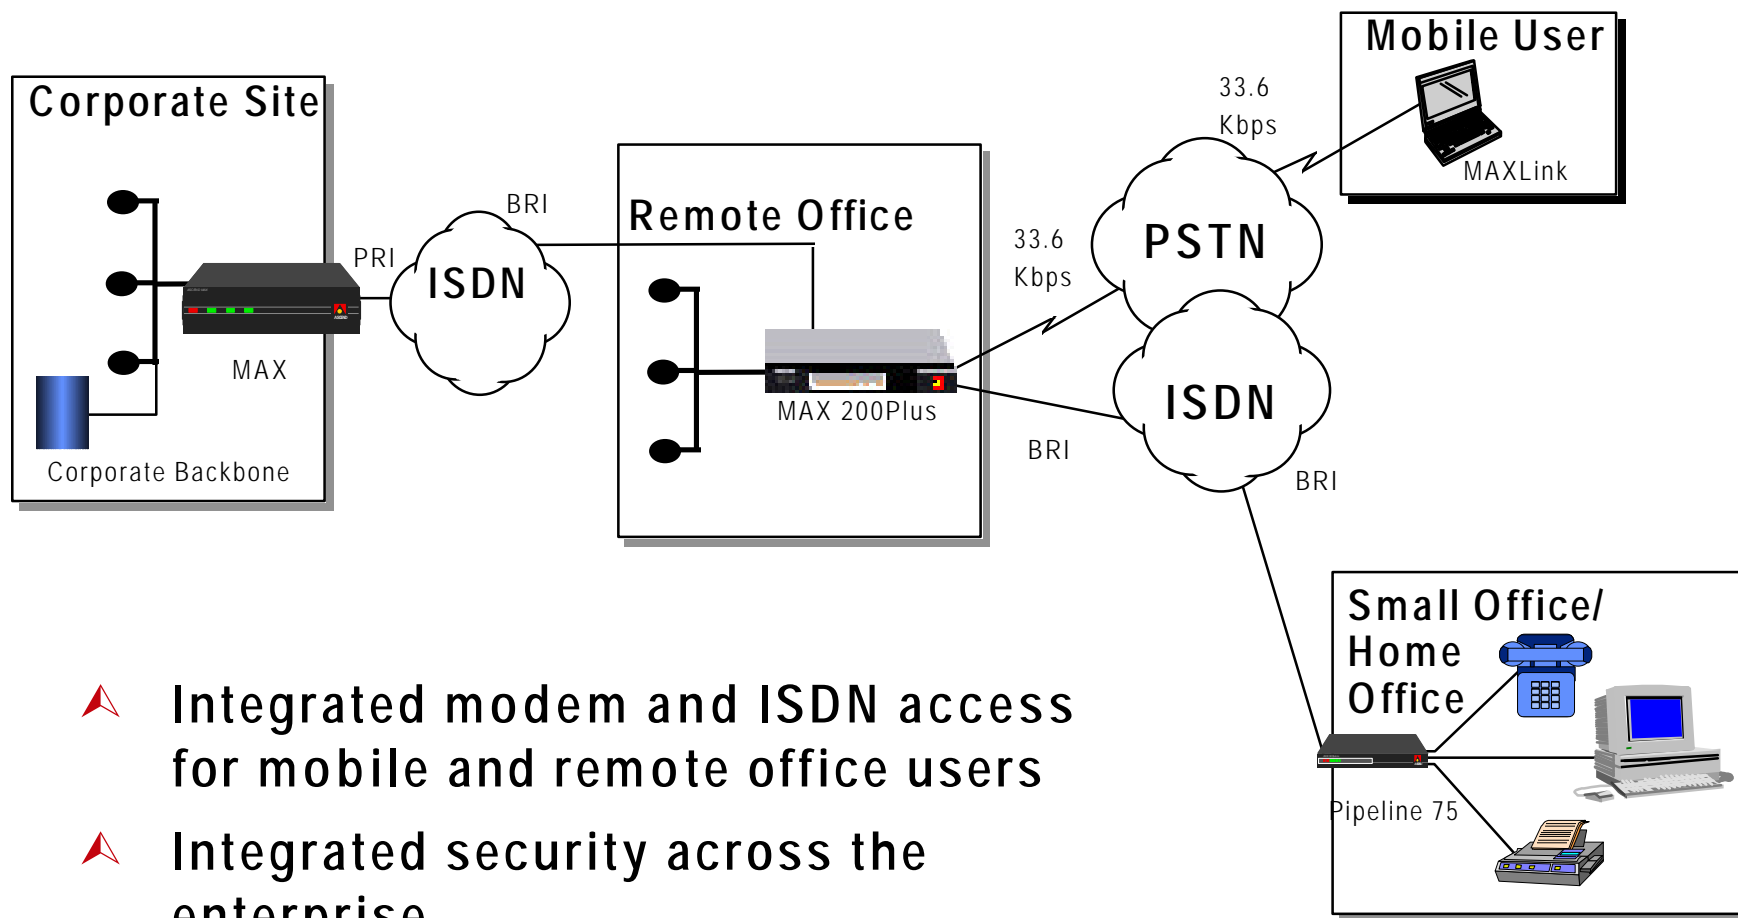 Mobile User
33.6
Kbps
MAXLink
Corporate Site
PRI
ISDN
BRI
MAX
Corporate Backbone
Remote Office
33.6
Kbps
PSTN
MAX 200Plus
ISDN
BRI
BRI
Small Office/
Home
Office
Pipeline 75
Integrated modem and ISDN access
for mobile and remote office users
Integrated security across the
enterprise